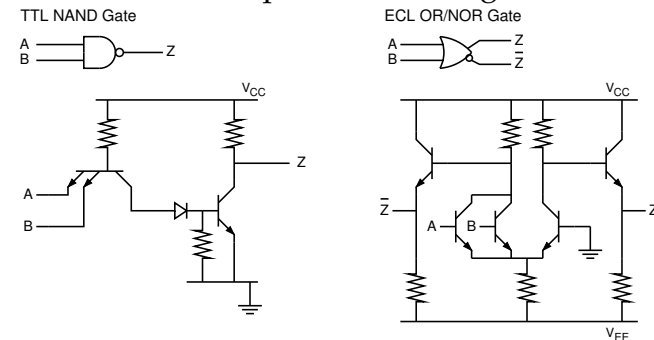 TTL NAND Gate
A
B
Z
V_CC
A
B
Z
ECL OR/NOR Gate
A
B
Z
Z̅
V_CC
Z̅
A
B
Z
V_EE